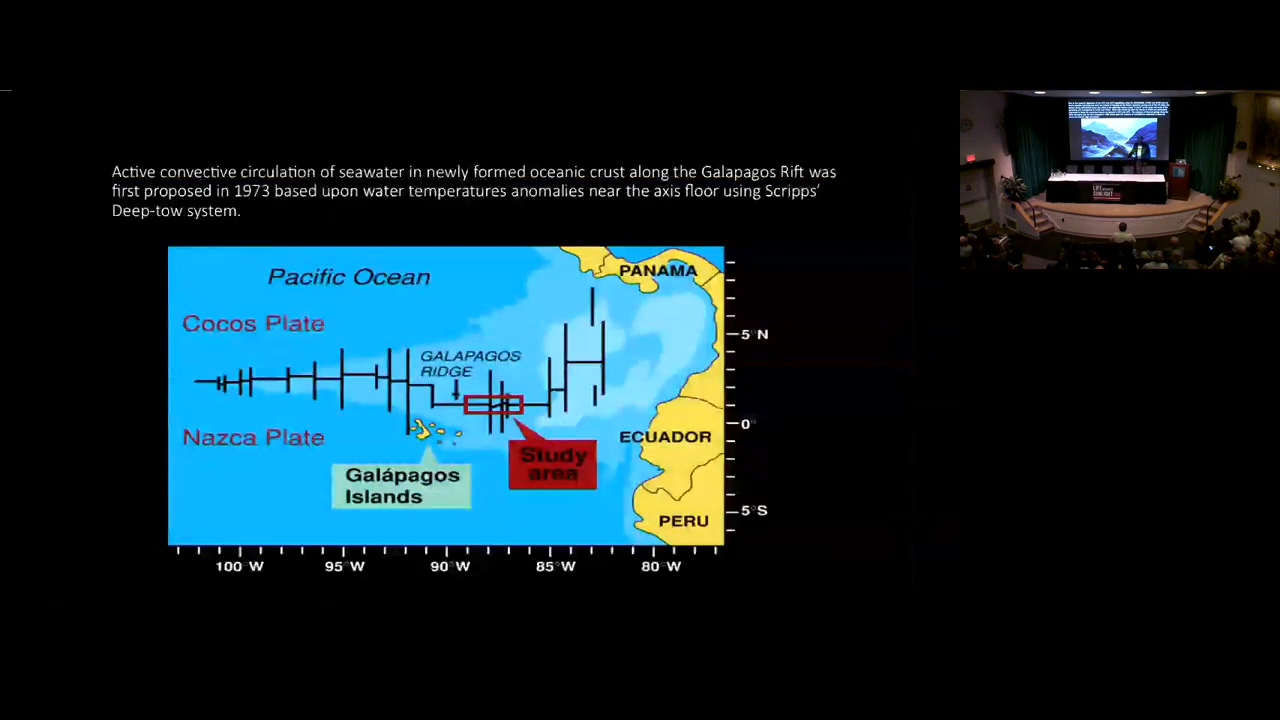 Active convective circulation of seawater in newly formed oceanic crust along the Galapagos Rift was
first proposed in 1973 based upon water temperatures anomalies near the axis floor using Scripps'
Deep-tow system.
Pacific Ocean
PANAMA
Cocos Plate
5°N
GALAPAGOS
RIDGE
Nazca Plate
ECUADOR
0°
Study
area
Galápagos
Islands
PERU
5°S
100°W 95°W 90°W 85°W 80°W